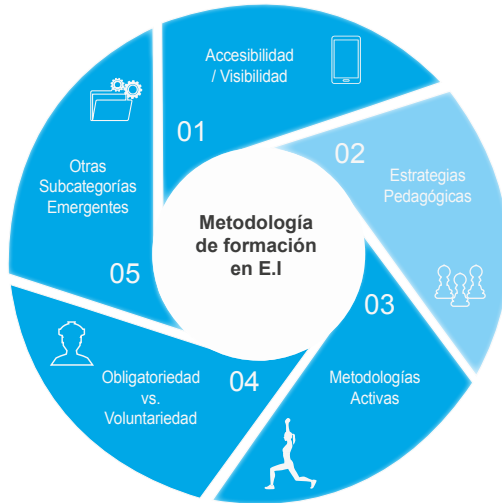 Metodología
de formación
en E.I
Accesibilidad
/ Visibilidad
01
02
Estrategias
Pedagógicas
03
Metodologías
Activas
04
Obligatoriedad
vs.
Voluntariedad
Otras
Subcategorías
Emergentes
05